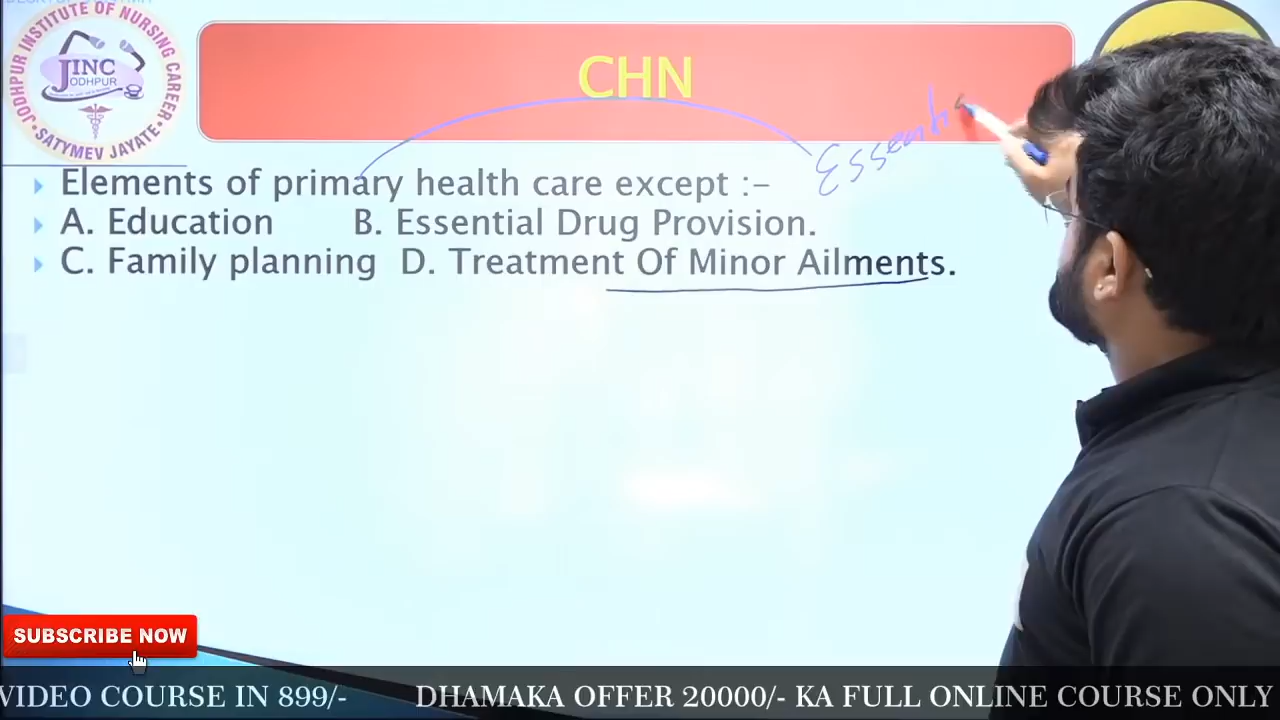 JODHPUR INSTITUTE OF NURSING CAREER
JINC
JODHPUR
SATYMEV JAYATE
CHN
Elements of primary health care except :-
A. Education B. Essential Drug Provision.
C. Family planning D. Treatment Of Minor Ailments.
SUBSCRIBE NOW
VIDEO COURSE IN 899/- DHAMAKA OFFER 20000/- KA FULL ONLINE COURSE ONLY